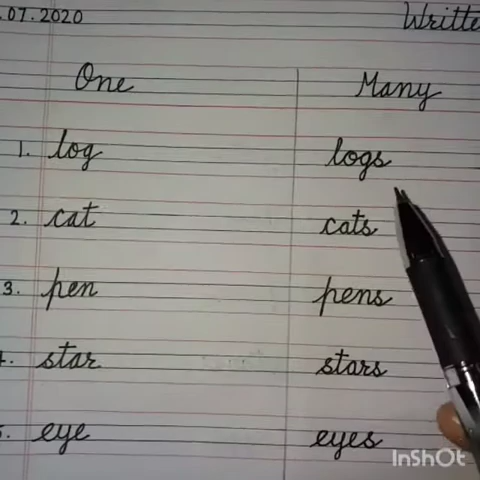 .07.2020 Written
One Many
1. log logs
2. cat cats
3. pen pens
4. star stars
5. eye eyes
InShOt